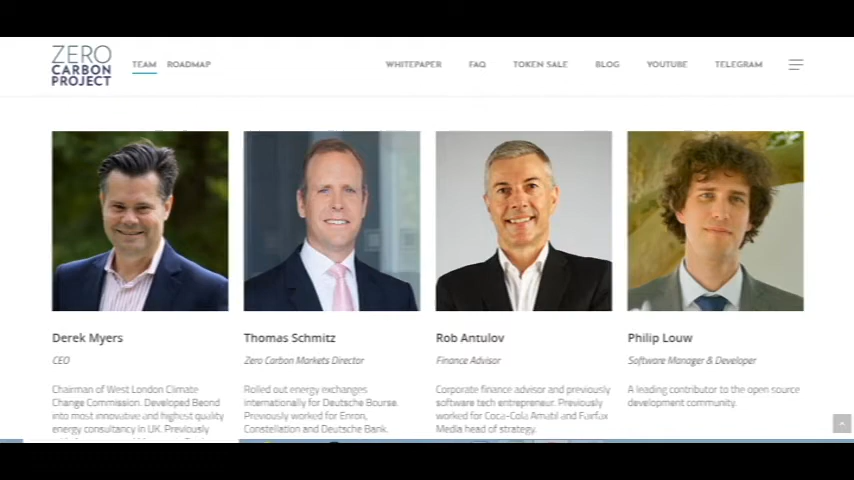 ZERO
CARBON
PROJECT
TEAM ROADMAP WHITEPAPER FAQ TOKEN SALE BLOG YOUTUBE TELEGRAM
Derek Myers
CEO
Chairman of West London Climate
Change Commission. Developed Beond
into most innovative and highest quality
energy consultancy in UK. Previously
Thomas Schmitz
Zero Carbon Markets Director
Rolled out energy exchanges
internationally for Deutsche Bourse.
Previously worked for Enron,
Constellation and Deutsche Bank.
Rob Antulov
Finance Advisor
Corporate finance advisor and previously
software tech entrepreneur. Previously
worked for Coca-Cola Amatil and Fairfax
Media head of strategy.
Philip Louw
Software Manager & Developer
A leading contributor to the open source
development community.